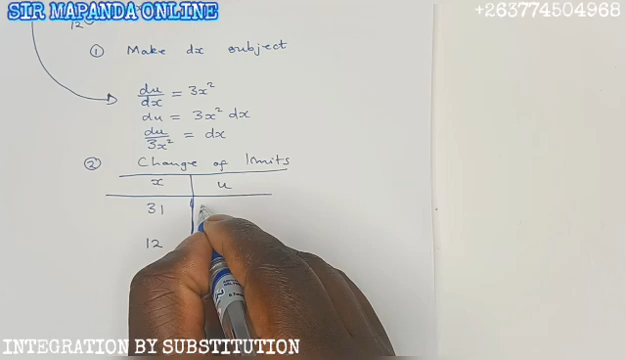 SIR MAPANDA ONLINE +263774504968
12
① Make dx subject
du/dx = 3x²
du = 3x² dx
du/3x² = dx
② Change of limits
x u
31
12
INTEGRATION BY SUBSTITUTION